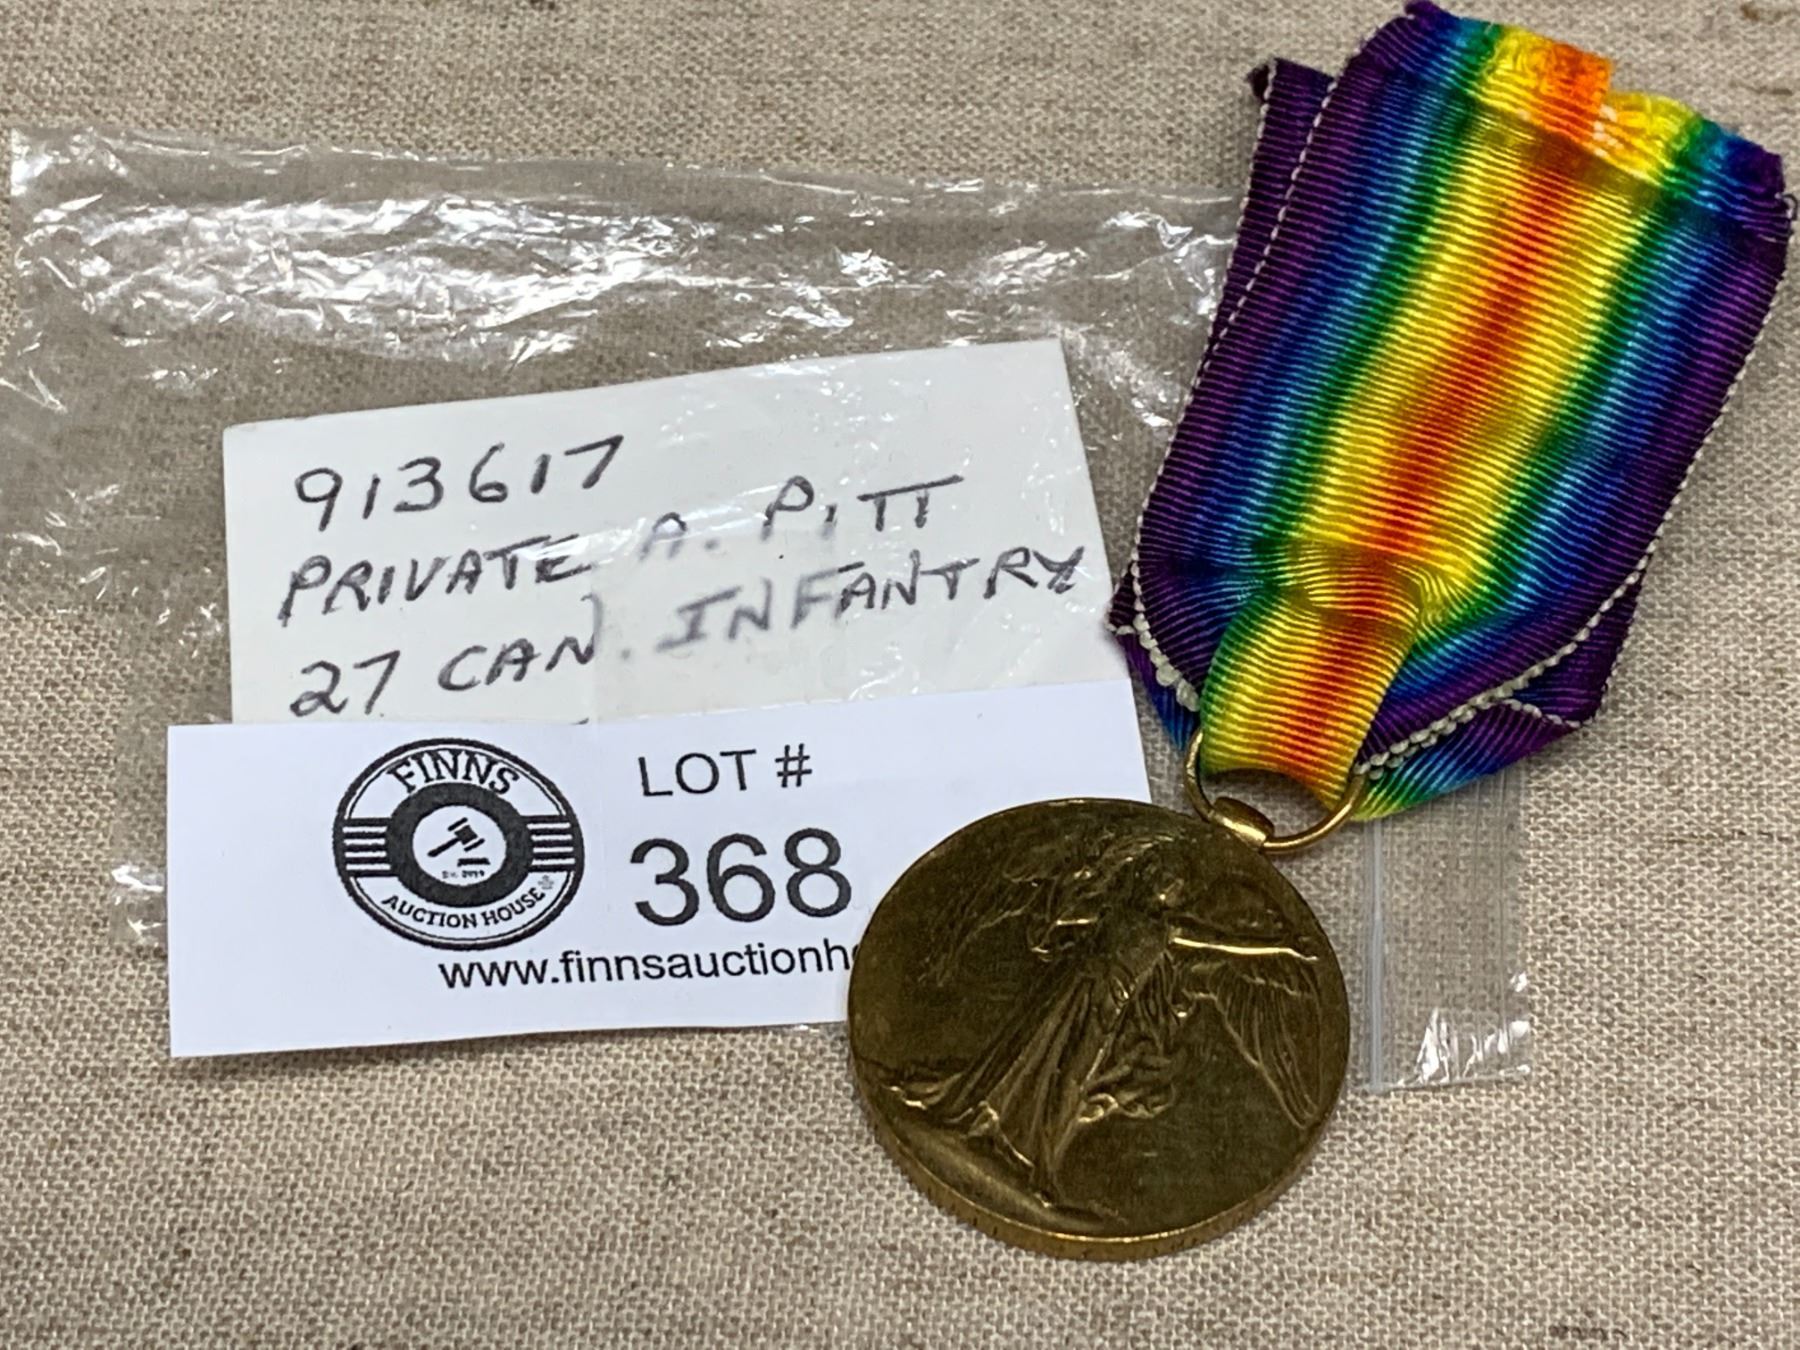 913617
PRIVATE A. PITT
27 CAN. INFANTRY
FINNS
AUCTION HOUSE
LOT #
368
www.finnsauctionh